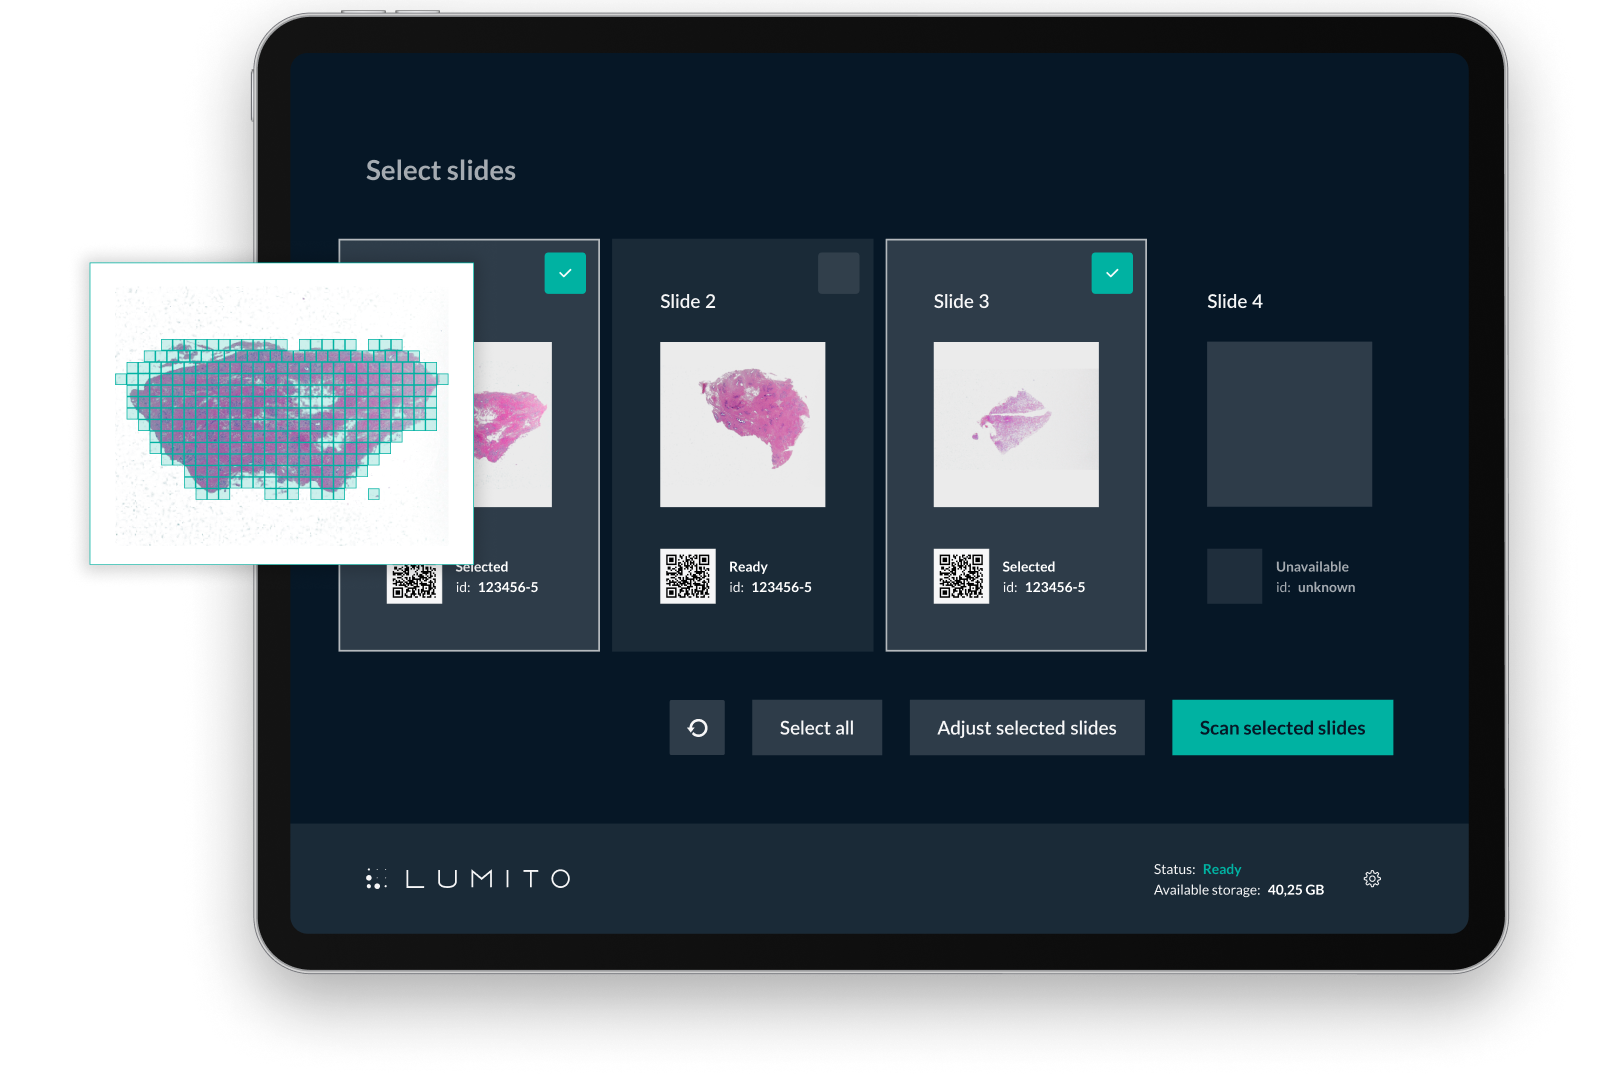 Select slides
Slide 2
Slide 3
Slide 4
Selected
id: 123456-5
Ready
id: 123456-5
Selected
id: 123456-5
Unavailable
id: unknown
Select all
Adjust selected slides
Scan selected slides
LUMITO
Status: Ready
Available storage: 40,25 GB